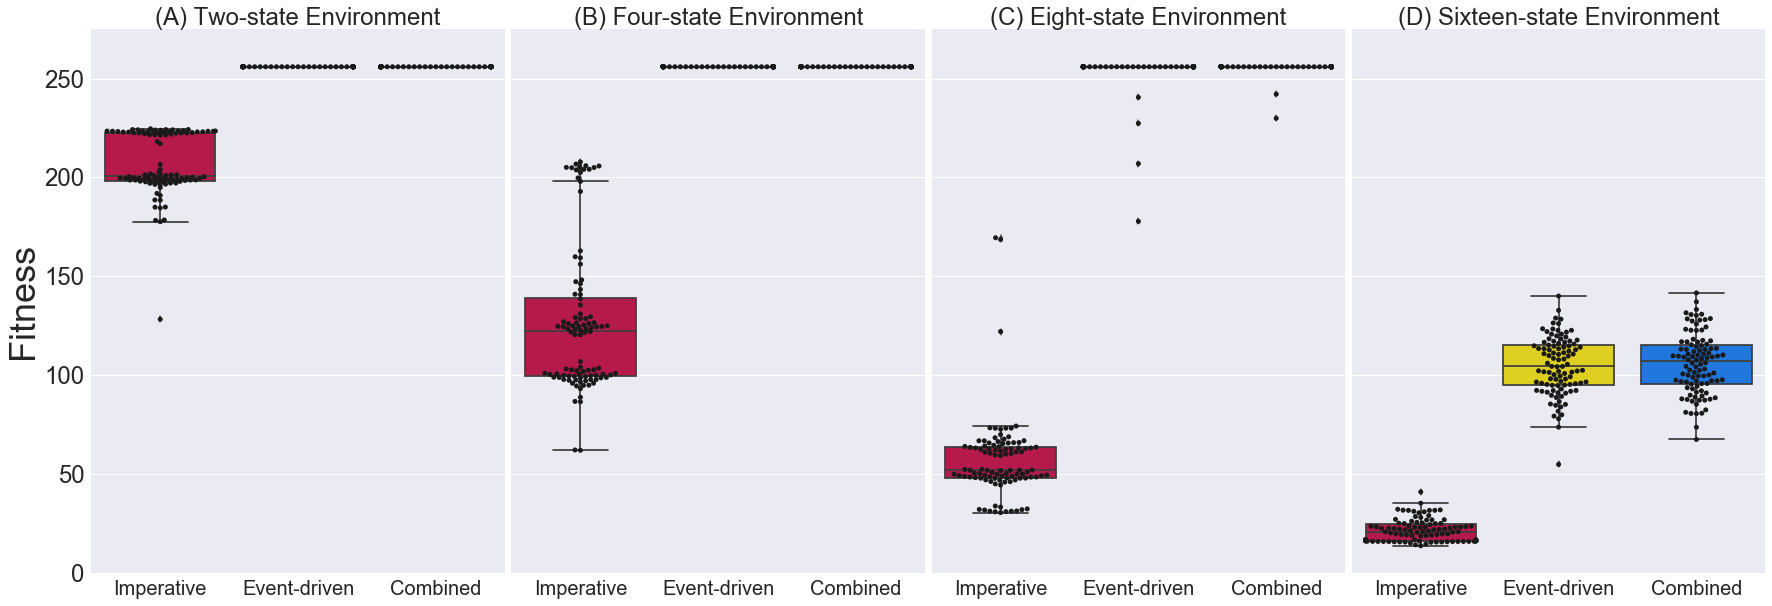 (A) Two-state Environment
(B) Four-state Environment
(C) Eight-state Environment
(D) Sixteen-state Environment
Fitness
250
200
150
100
50
0
Imperative Event-driven Combined
Imperative Event-driven Combined
Imperative Event-driven Combined
Imperative Event-driven Combined